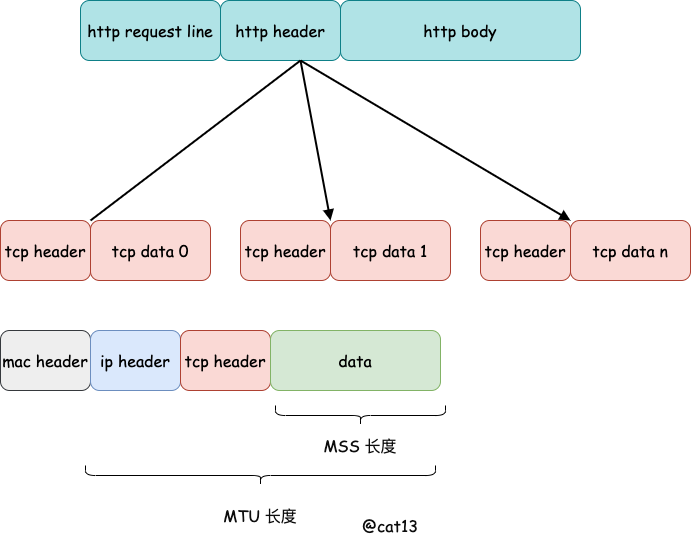 http request line http header http body
tcp header tcp data 0 tcp header tcp data 1 tcp header tcp data n
mac header ip header tcp header data
MSS 长度
MTU 长度
@cat13